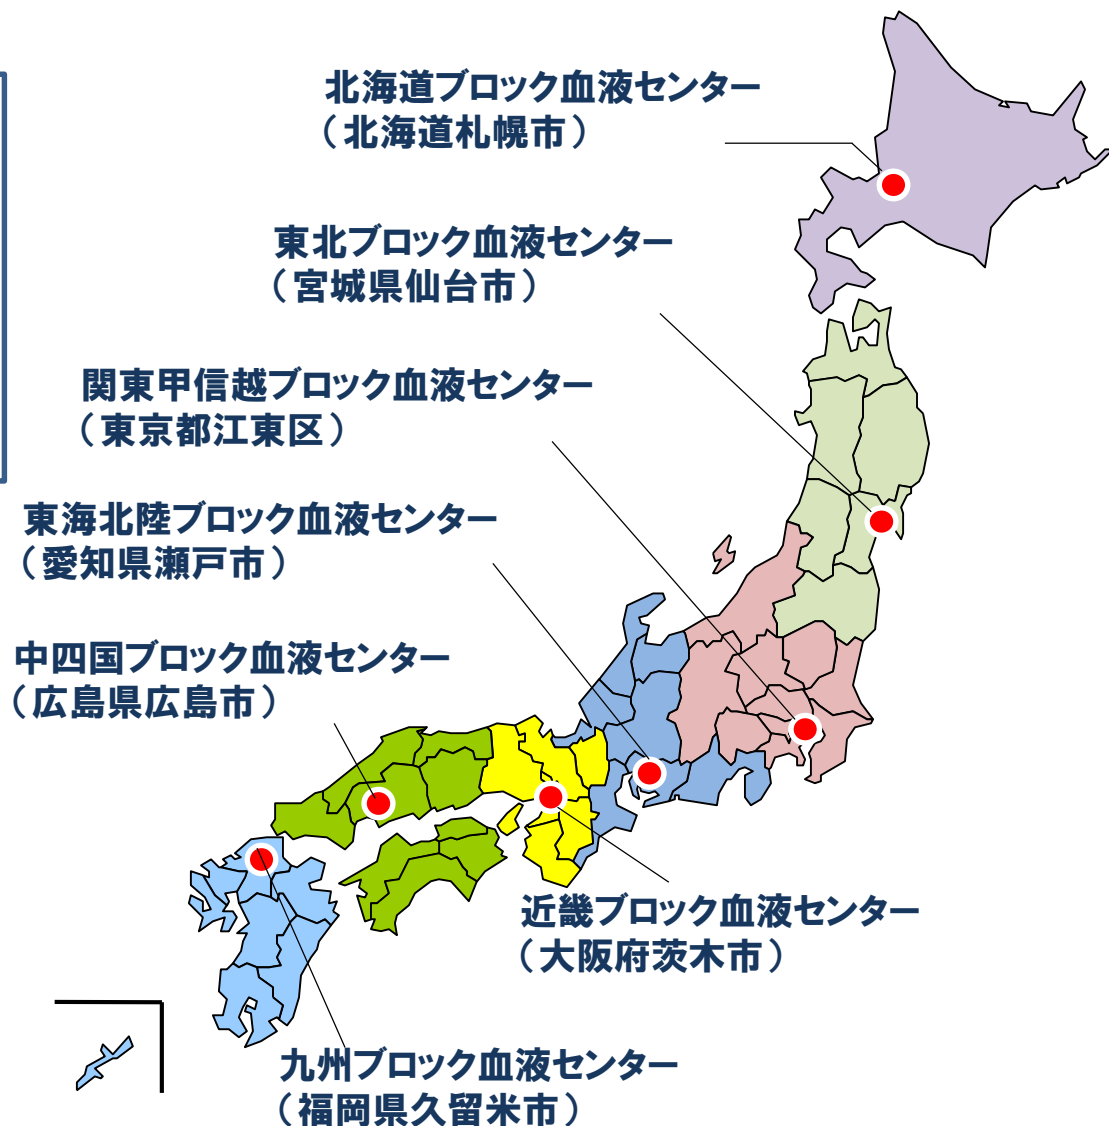 北海道ブロック血液センター
（北海道札幌市）
東北ブロック血液センター
（宮城県仙台市）
関東甲信越ブロック血液センター
（東京都江東区）
東海北陸ブロック血液センター
（愛知県瀬戸市）
中四国ブロック血液センター
（広島県広島市）
近畿ブロック血液センター
（大阪府茨木市）
九州ブロック血液センター
（福岡県久留米市）